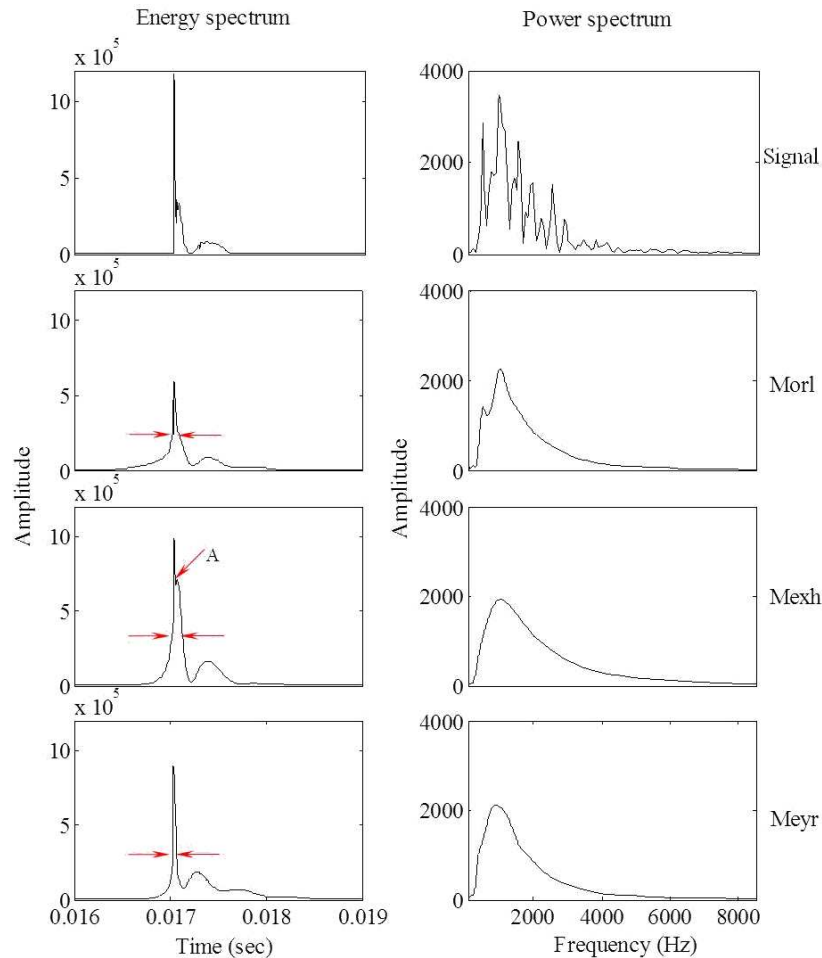 Energy spectrum
Power spectrum
x 10^5
10
5
0
4000
2000
0
Signal
x 10^5
10
5
0
4000
2000
0
Morl
x 10^5
10
5
0
A
4000
2000
0
Mexh
x 10^5
10
5
0
0.016 0.017 0.018 0.019
Time (sec)
4000
2000
0
2000 4000 6000 8000
Frequency (Hz)
Meyr
Amplitude
Amplitude